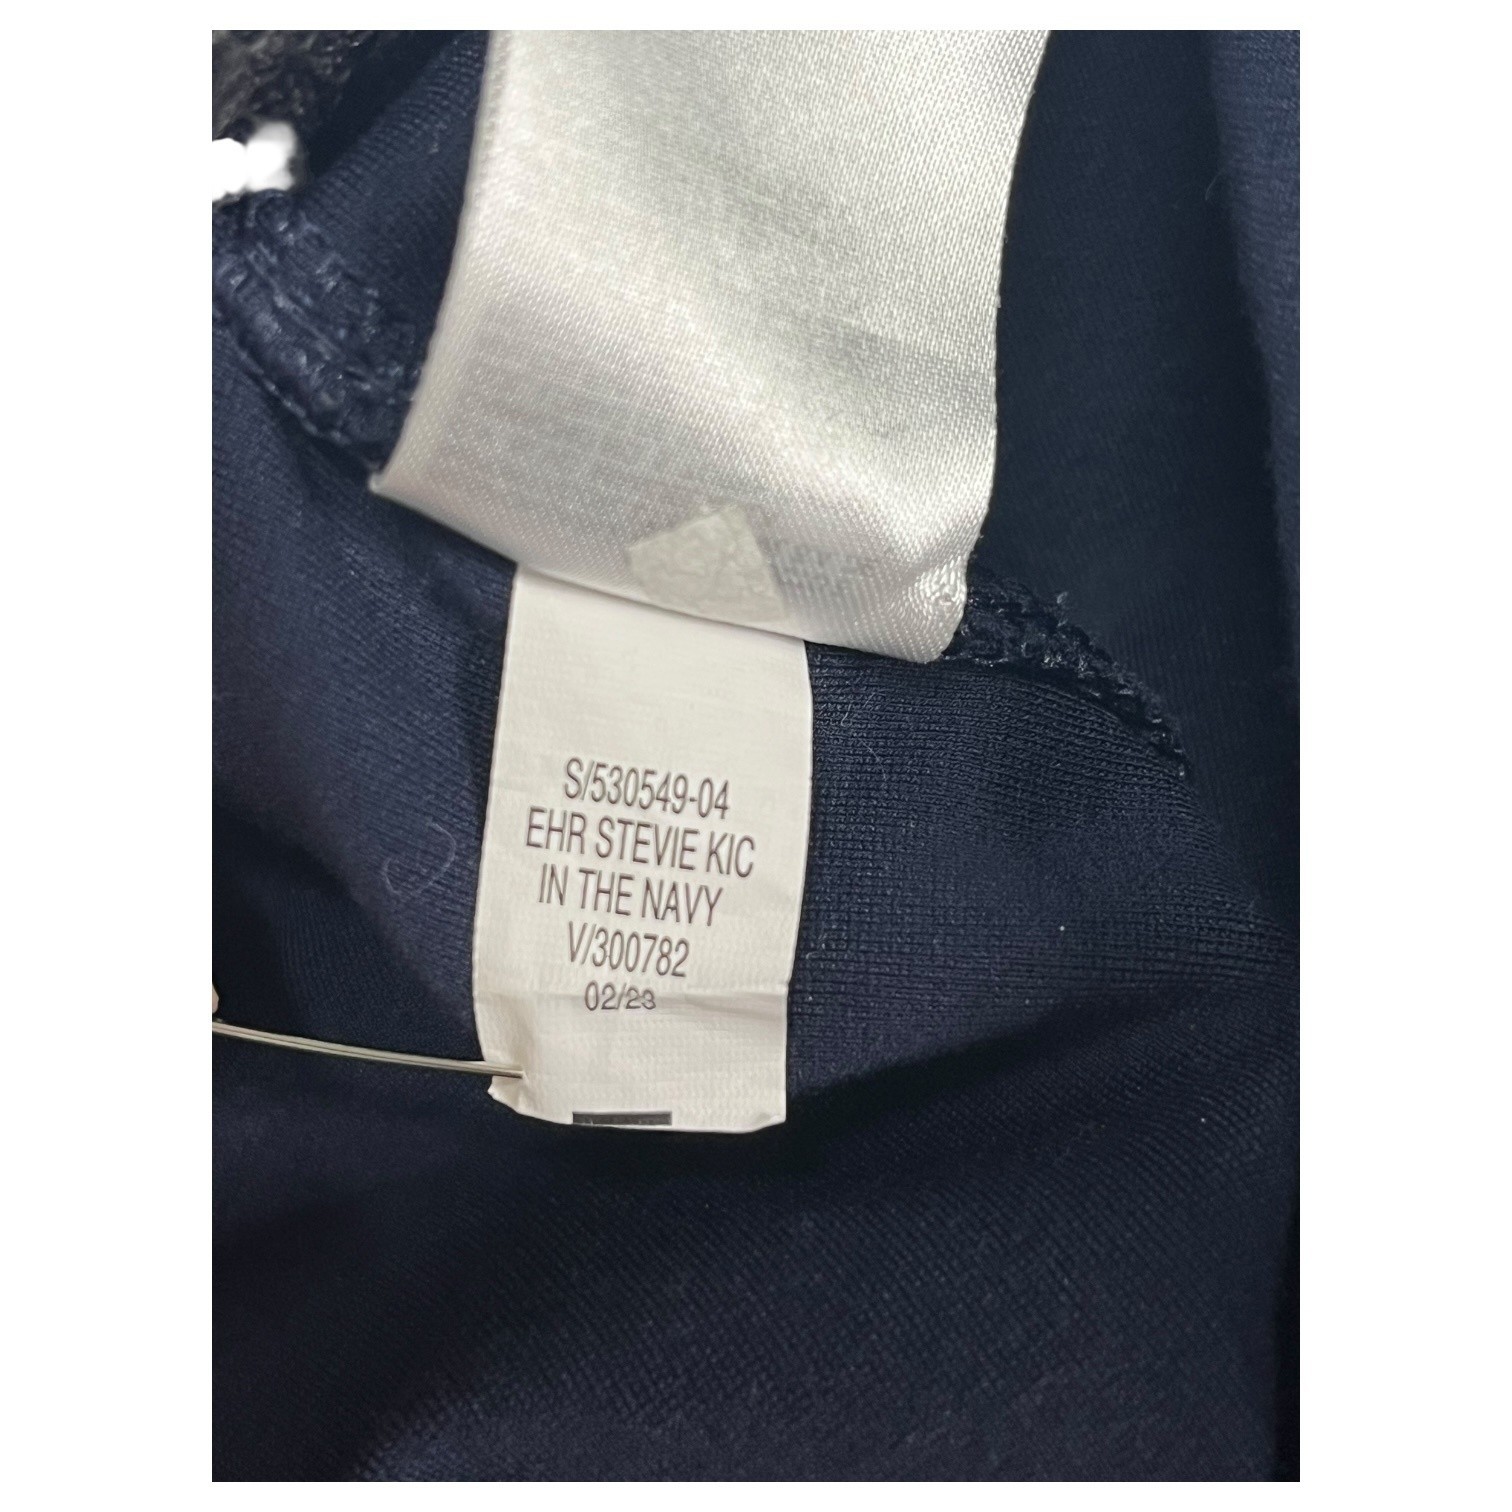 S/530549-04
EHR STEVIE KIC
IN THE NAVY
V/300782
02/23